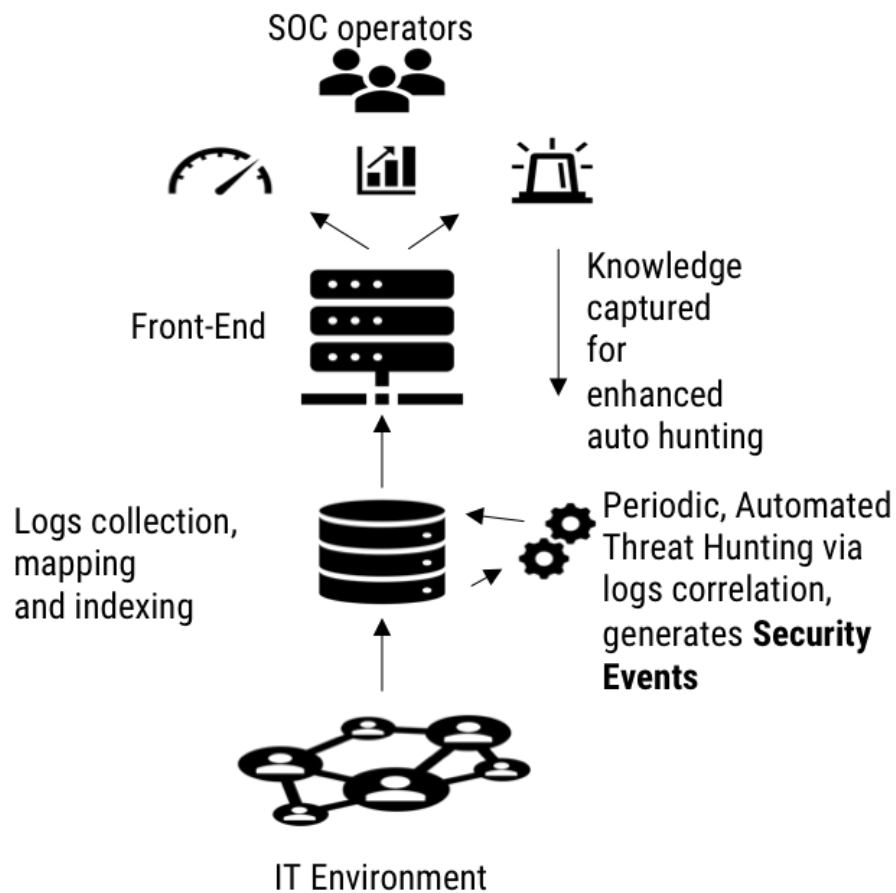 SOC operators
Knowledge
captured
for
enhanced
auto hunting
Front-End
Logs collection,
mapping
and indexing
Periodic, Automated
Threat Hunting via
logs correlation,
generates Security
Events
IT Environment